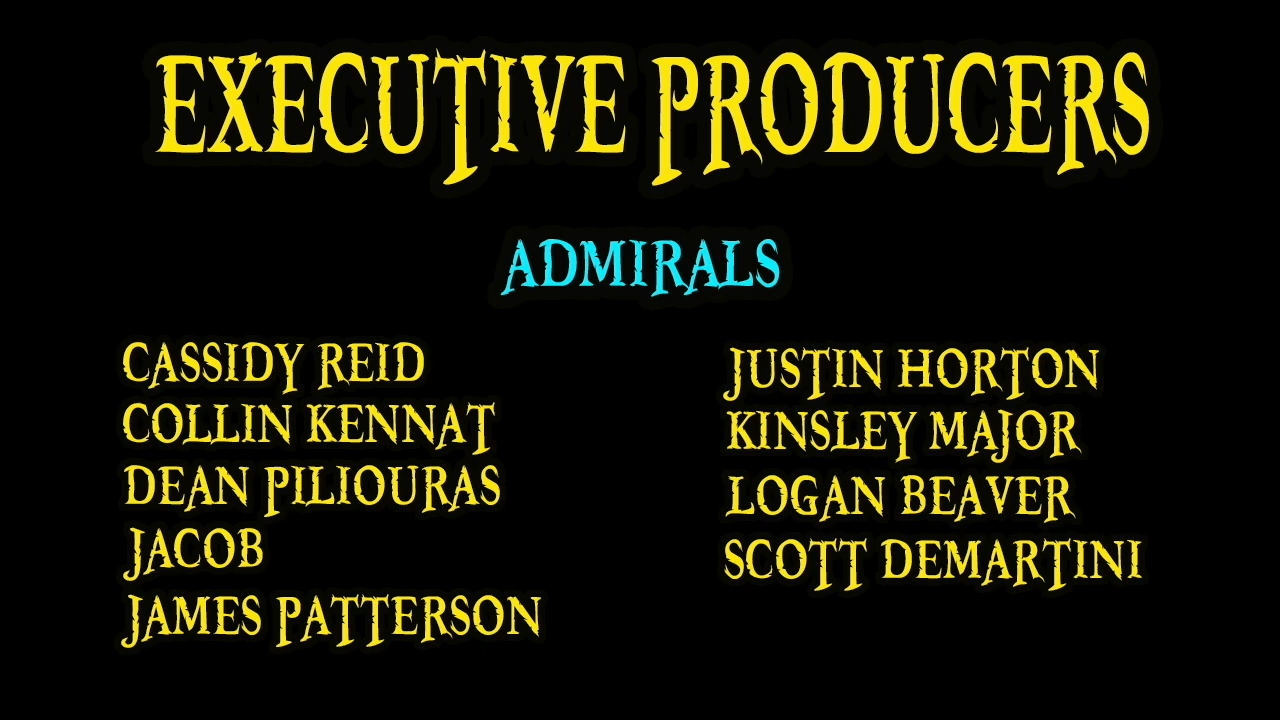 EXECUTIVE PRODUCERS
ADMIRALS
CASSIDY REID
COLLIN KENNAT
DEAN PILIOURAS
JACOB
JAMES PATTERSON
JUSTIN HORTON
KINSLEY MAJOR
LOGAN BEAVER
SCOTT DEMARTINI